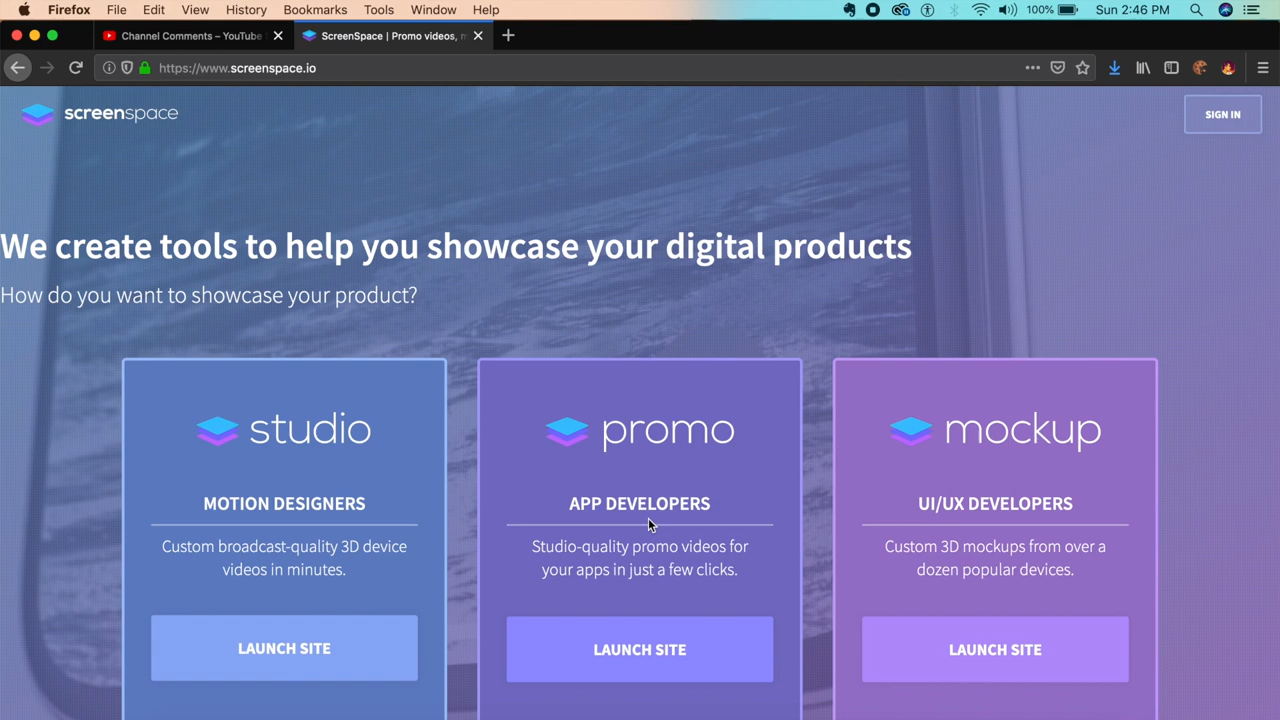 Firefox File Edit View History Bookmarks Tools Window Help 100% Sun 2:46 PM
Channel Comments – YouTube ScreenSpace | Promo videos, m
https://www.screenspace.io
screenspace
SIGN IN
We create tools to help you showcase your digital products
How do you want to showcase your product?
studio
MOTION DESIGNERS
Custom broadcast-quality 3D device
videos in minutes.
LAUNCH SITE
promo
APP DEVELOPERS
Studio-quality promo videos for
your apps in just a few clicks.
LAUNCH SITE
mockup
UI/UX DEVELOPERS
Custom 3D mockups from over a
dozen popular devices.
LAUNCH SITE